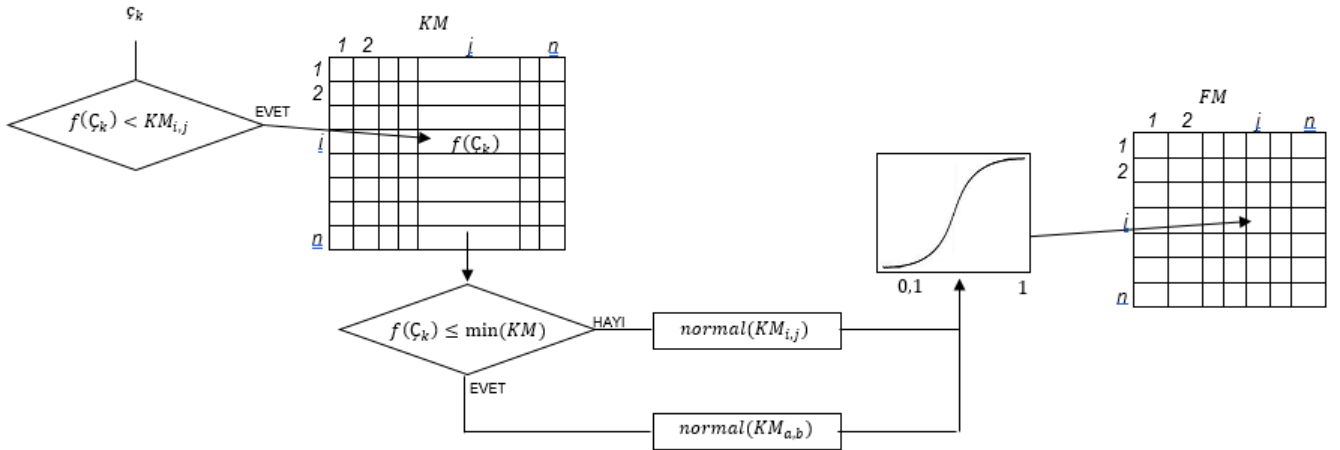 ç_k
f(Ç_k) < KM_{i,j}
EVET
KM
1 2 j n
1
2
i
n
f(Ç_k)
f(Ç_k) ≤ min(KM)
HAYI
EVET
normal(KM_{i,j})
normal(KM_{a,b})
0,1 1
FM
1 2 j n
1
2
i
n